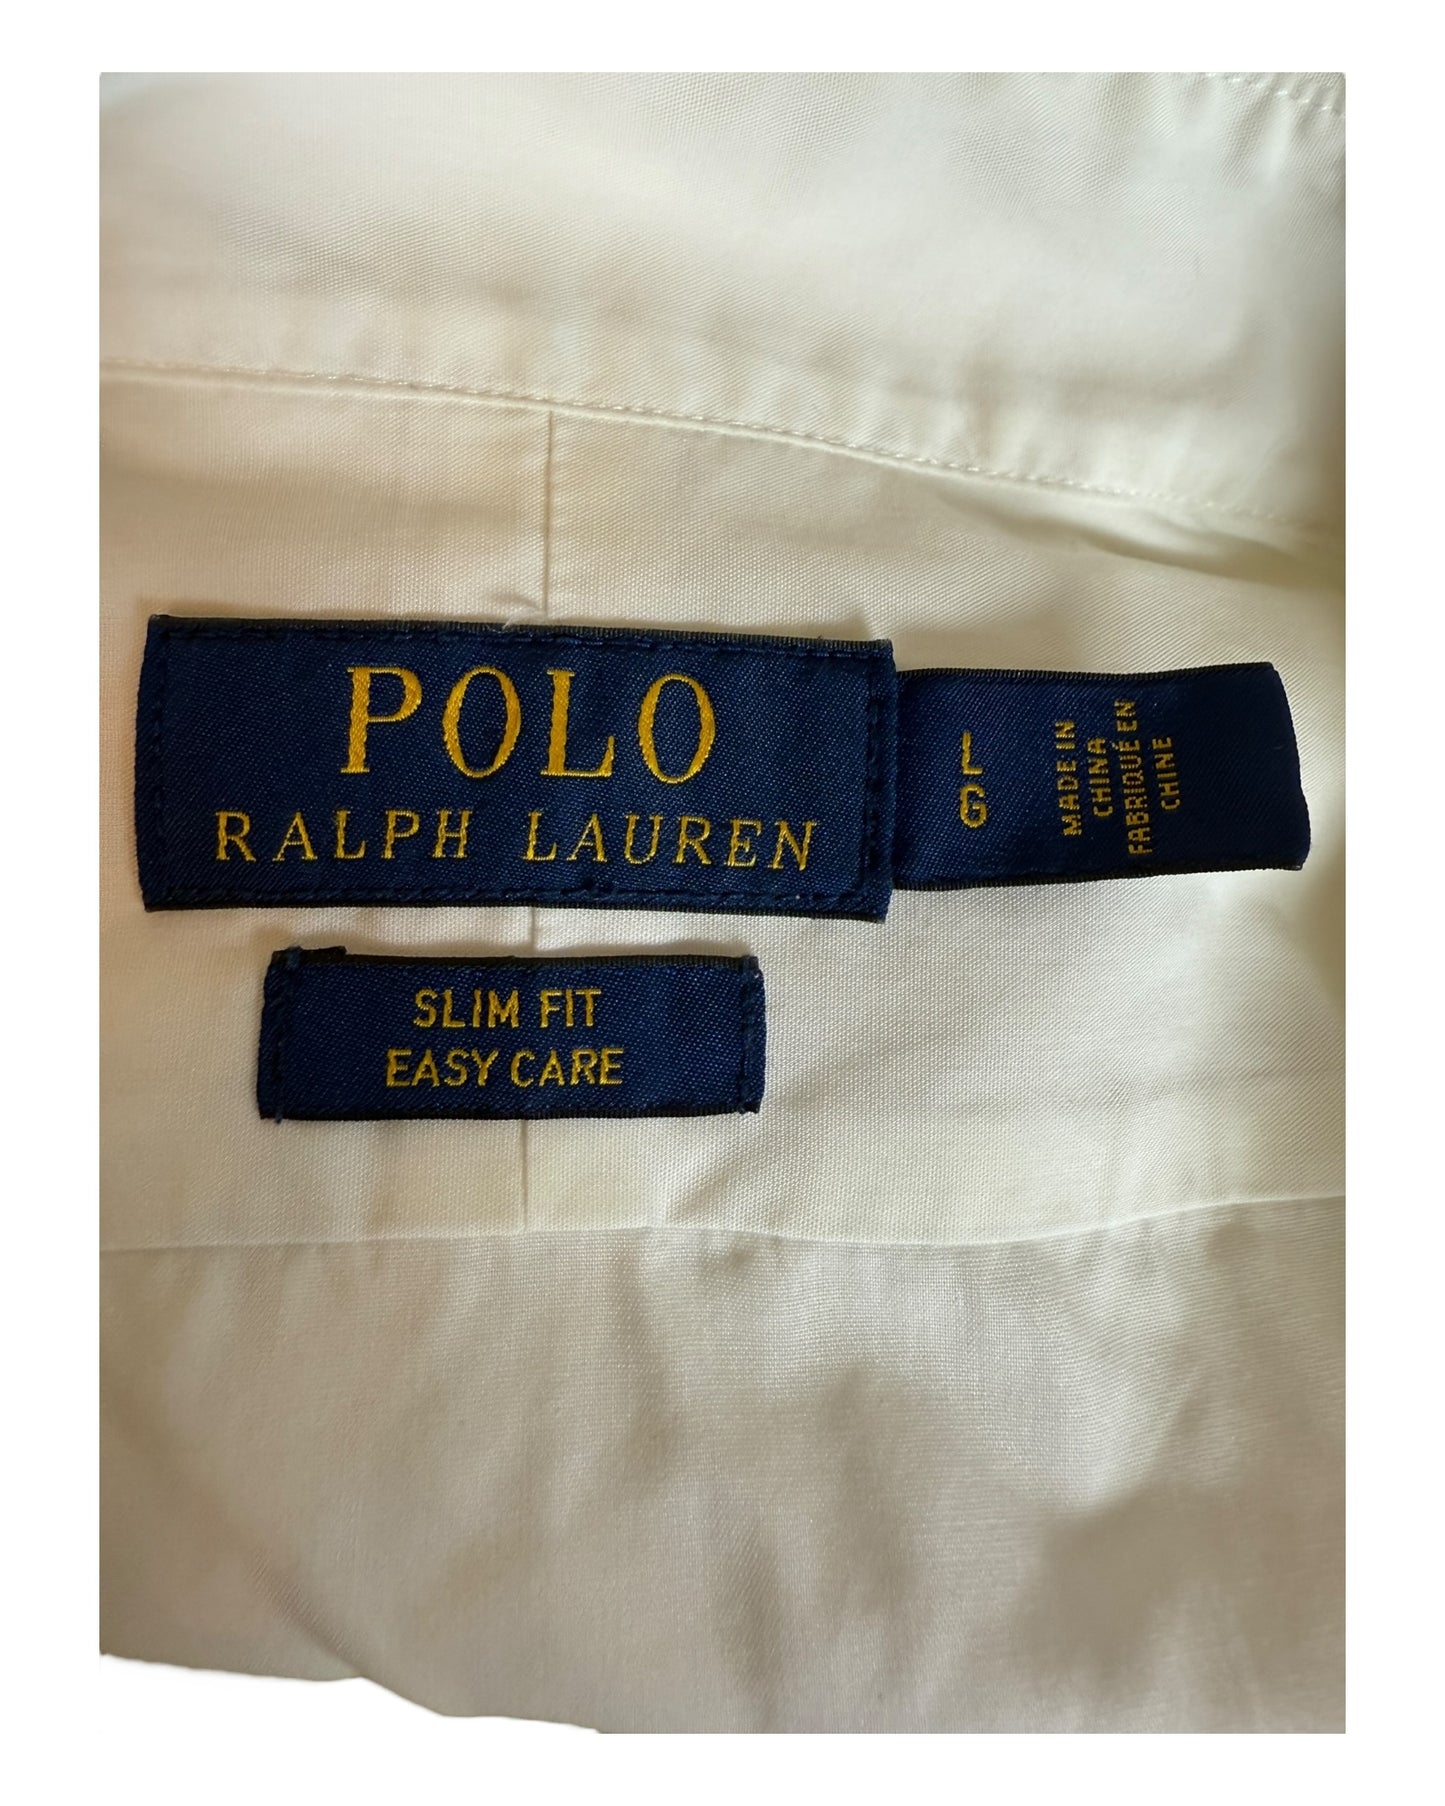 POLO
RALPH LAUREN
L
G
MADE IN
CHINA
FABRIQUÉ EN
CHINE
SLIM FIT
EASY CARE